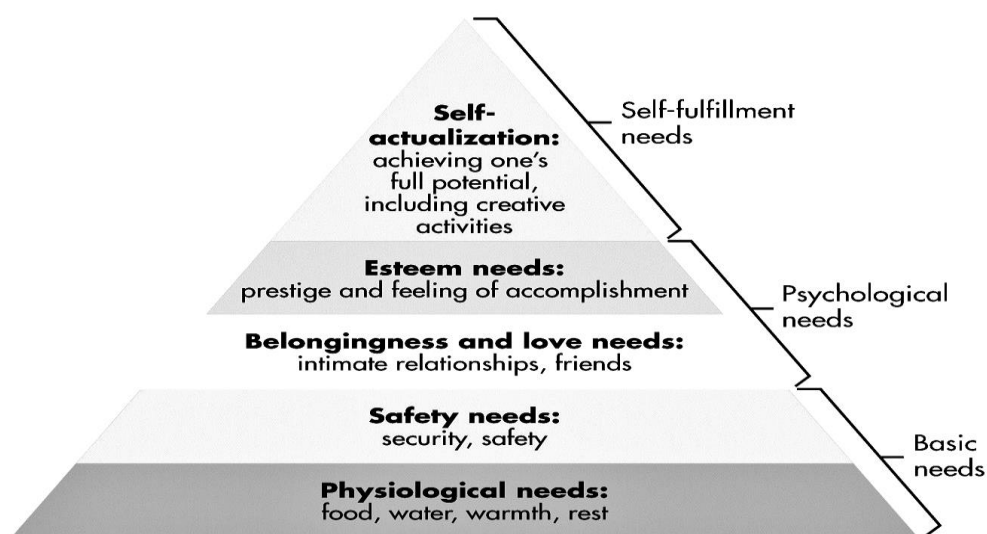 Self-
actualization:
achieving one's
full potential,
including creative
activities
Self-fulfillment
needs
Esteem needs:
prestige and feeling of accomplishment
Psychological
needs
Belongingness and love needs:
intimate relationships, friends
Safety needs:
security, safety
Basic
needs
Physiological needs:
food, water, warmth, rest